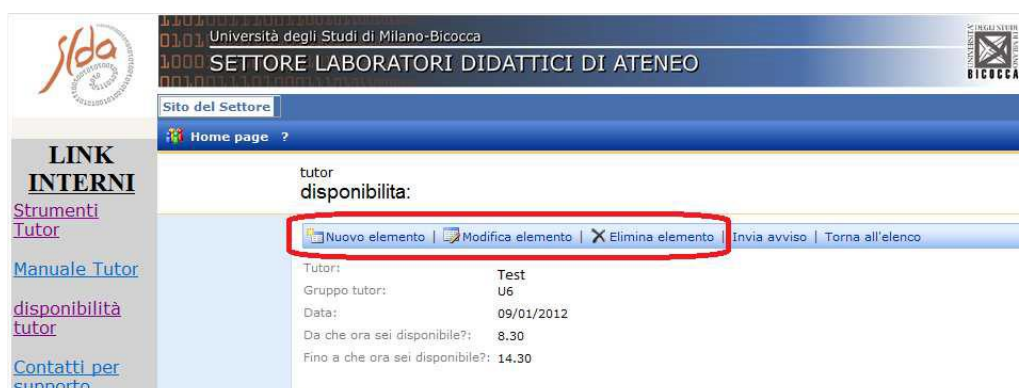 slda
Università degli Studi di Milano-Bicocca
SETTORE LABORATORI DIDATTICI DI ATENEO
BICOCCA
Sito del Settore
Home page ?
LINK
INTERNI
Strumenti
Tutor
Manuale Tutor
disponibilità
tutor
Contatti per
supporto
tutor
disponibilita:
Nuovo elemento | Modifica elemento | Elimina elemento | Invia avviso | Torna all'elenco
Tutor: Test
Gruppo tutor: U6
Data: 09/01/2012
Da che ora sei disponibile?: 8.30
Fino a che ora sei disponibile?: 14.30